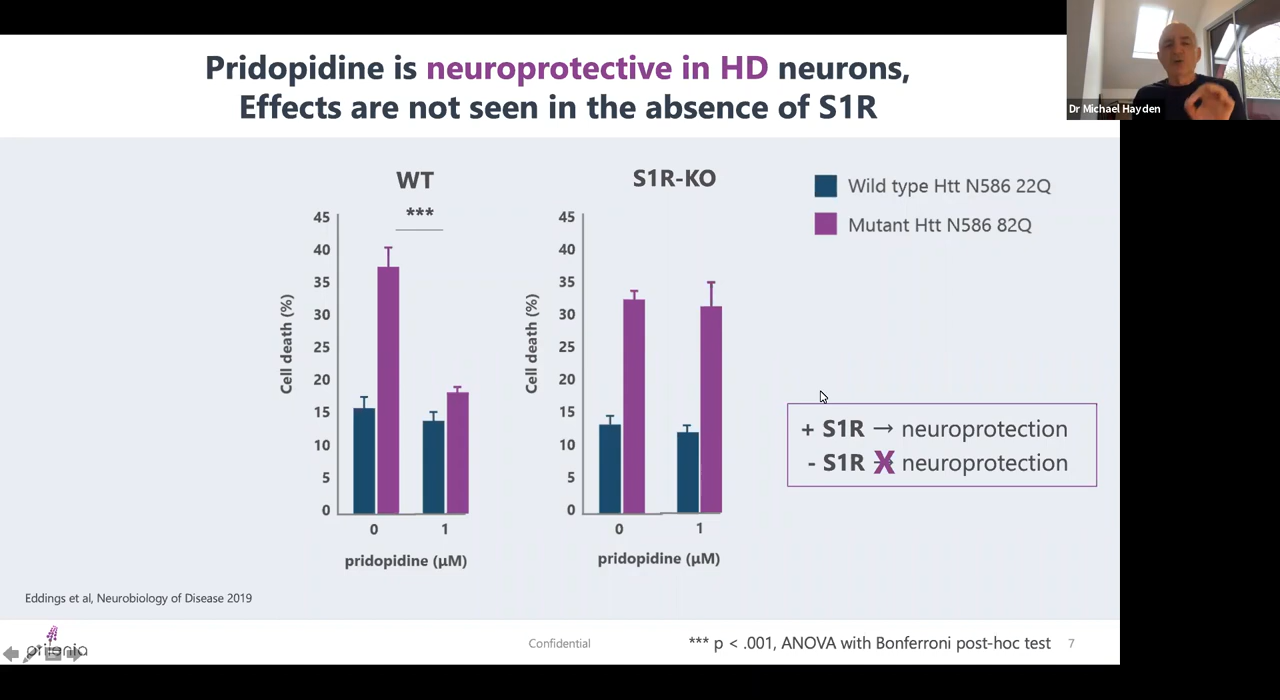 Pridopidine is neuroprotective in HD neurons,
Effects are not seen in the absence of S1R
Dr Michael Hayden
WT
***
45
40
35
30
25
20
15
10
5
0
Cell death (%)
0 1
pridopidine (µM)
S1R-KO
45
40
35
30
25
20
15
10
5
0
Cell death (%)
0 1
pridopidine (µM)
Wild type Htt N586 22Q
Mutant Htt N586 82Q
+ S1R → neuroprotection
- S1R X neuroprotection
Eddings et al, Neurobiology of Disease 2019
prilenia
Confidential
*** p < .001, ANOVA with Bonferroni post-hoc test
7